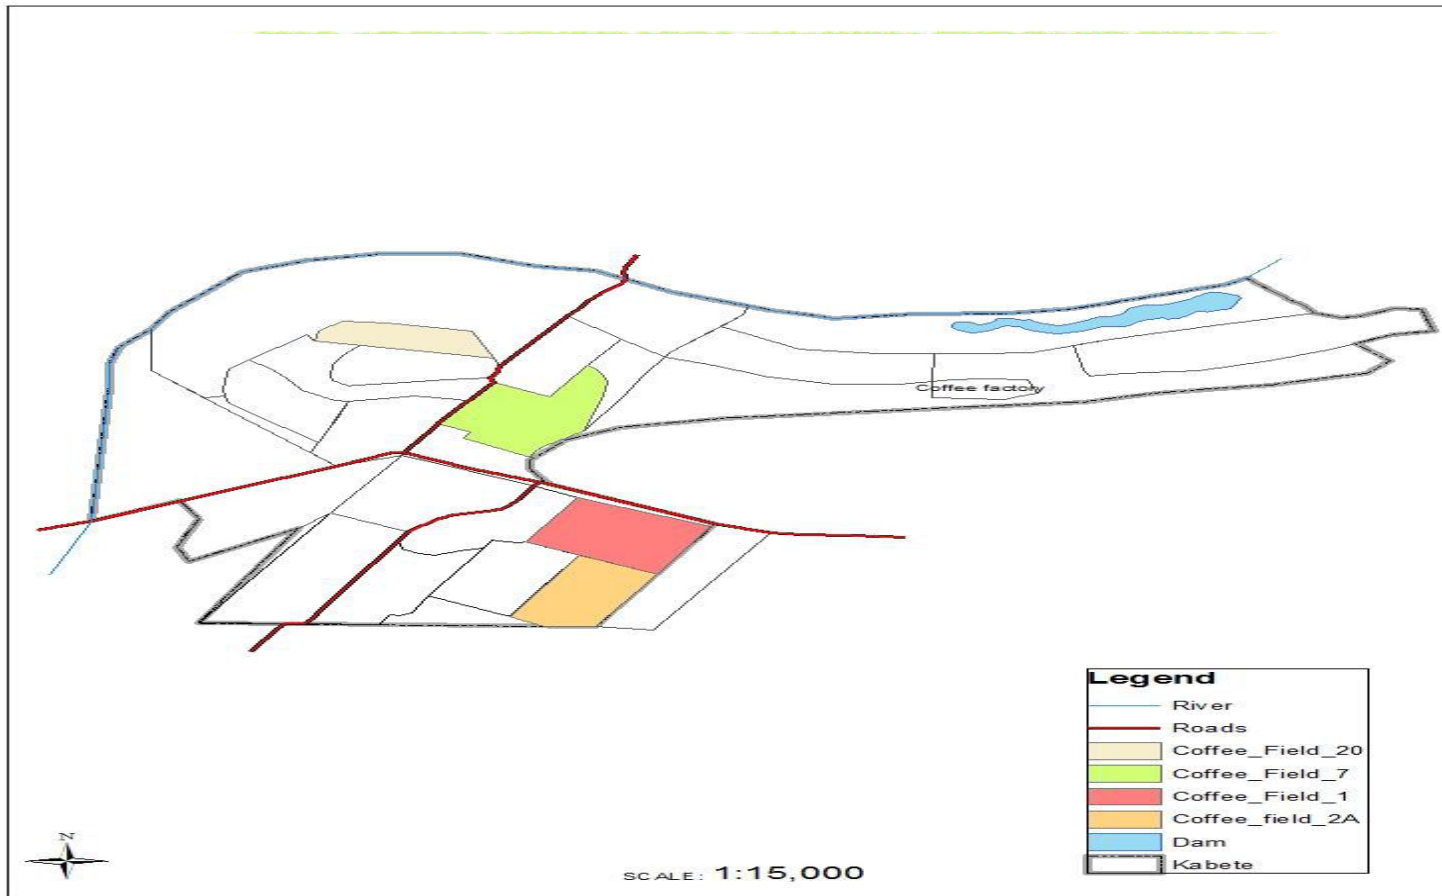 Coffee factory
Legend
River
Roads
Coffee_Field_20
Coffee_Field_7
Coffee_Field_1
Coffee_field_2A
Dam
Kabete
N
SCALE: 1:15,000